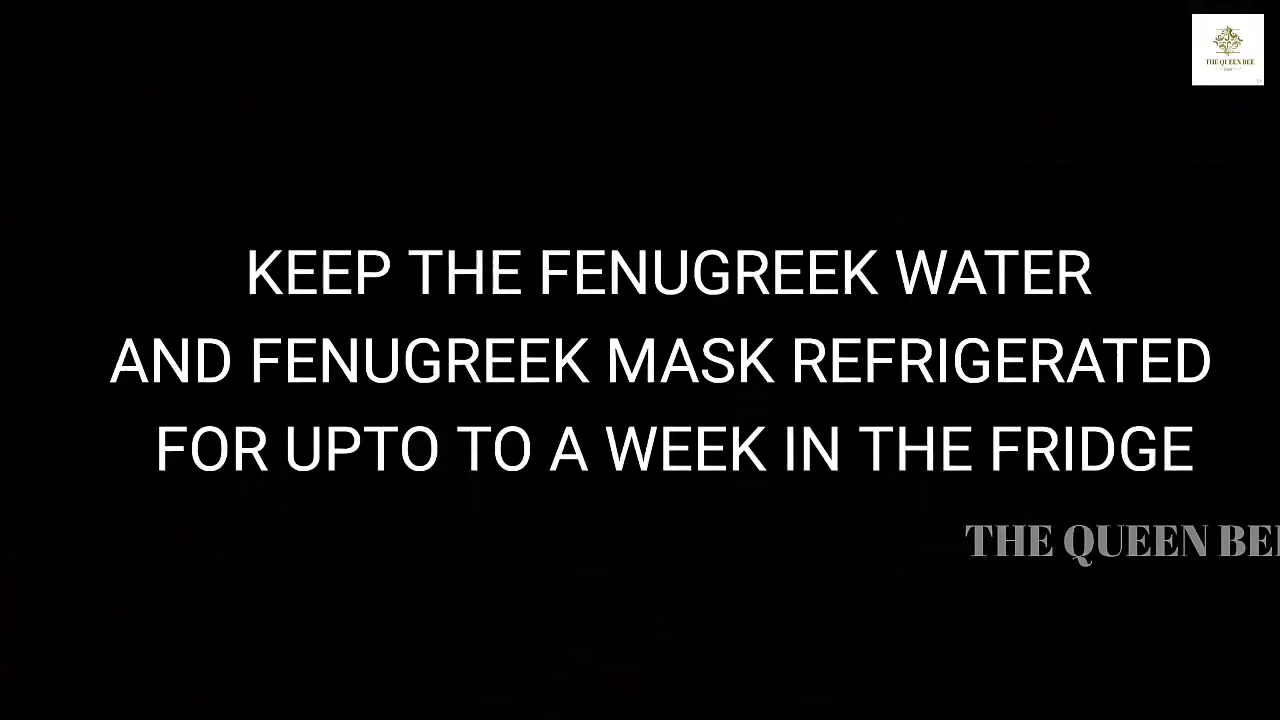 THE QUEEN BEE
KEEP THE FENUGREEK WATER
AND FENUGREEK MASK REFRIGERATED
FOR UPTO TO A WEEK IN THE FRIDGE
THE QUEEN BEE